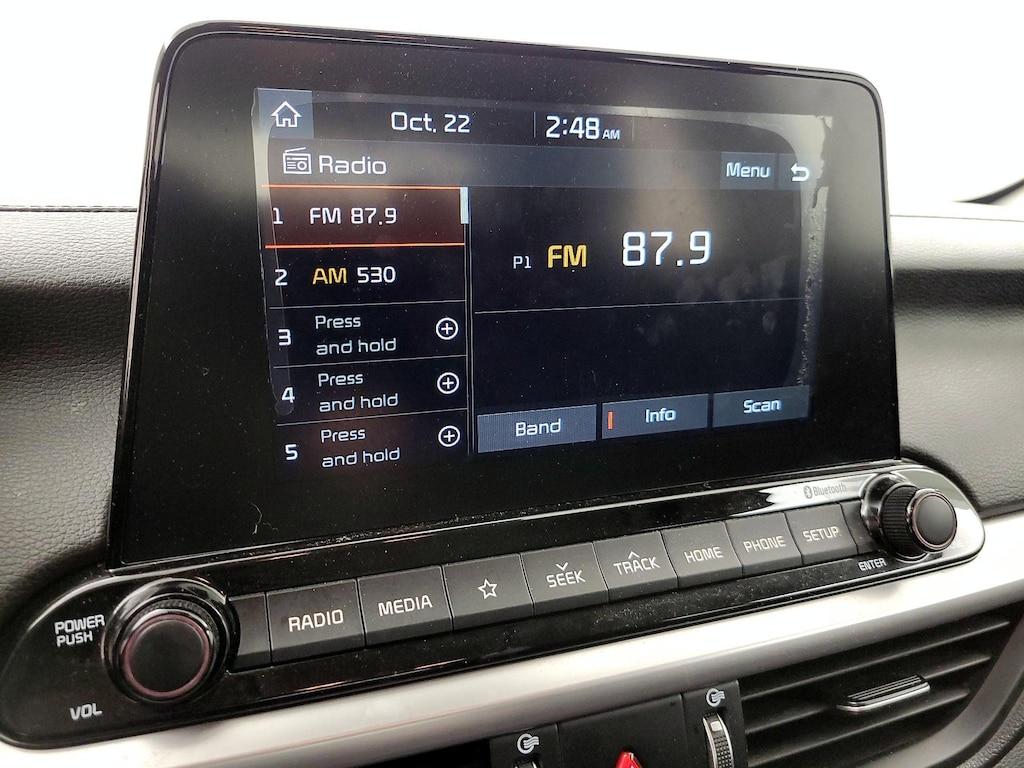 Oct. 22 2:48 AM
Radio Menu
1 FM 87.9
P1 FM 87.9
2 AM 530
3 Press
and hold
4 Press
and hold
5 Press
and hold
Band Info Scan
Bluetooth
POWER
PUSH
VOL
RADIO MEDIA SEEK TRACK HOME PHONE SETUP
ENTER